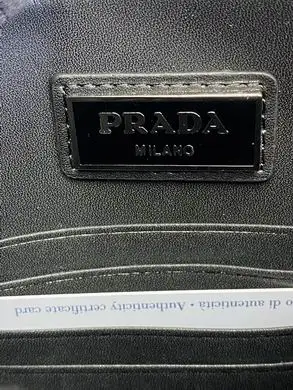 PRADA
MILANO
o di autenticità • Authenticity certificate card